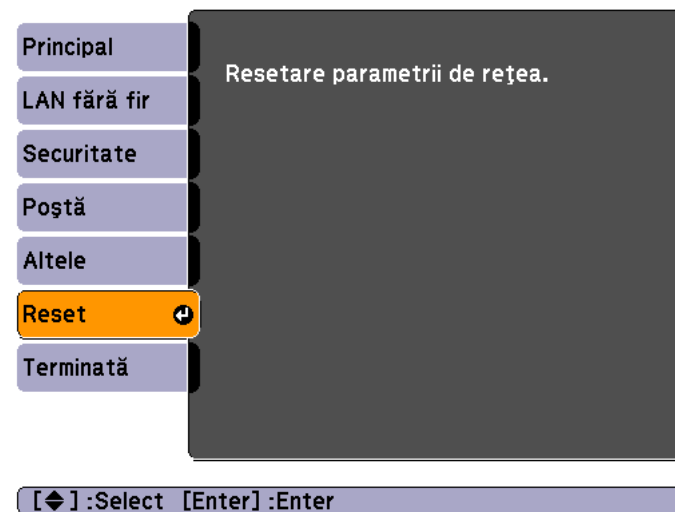 Principal
LAN fără fir
Securitate
Poştă
Altele
Reset
Terminată
Resetare parametrii de reţea.
[◆] :Select [Enter] :Enter